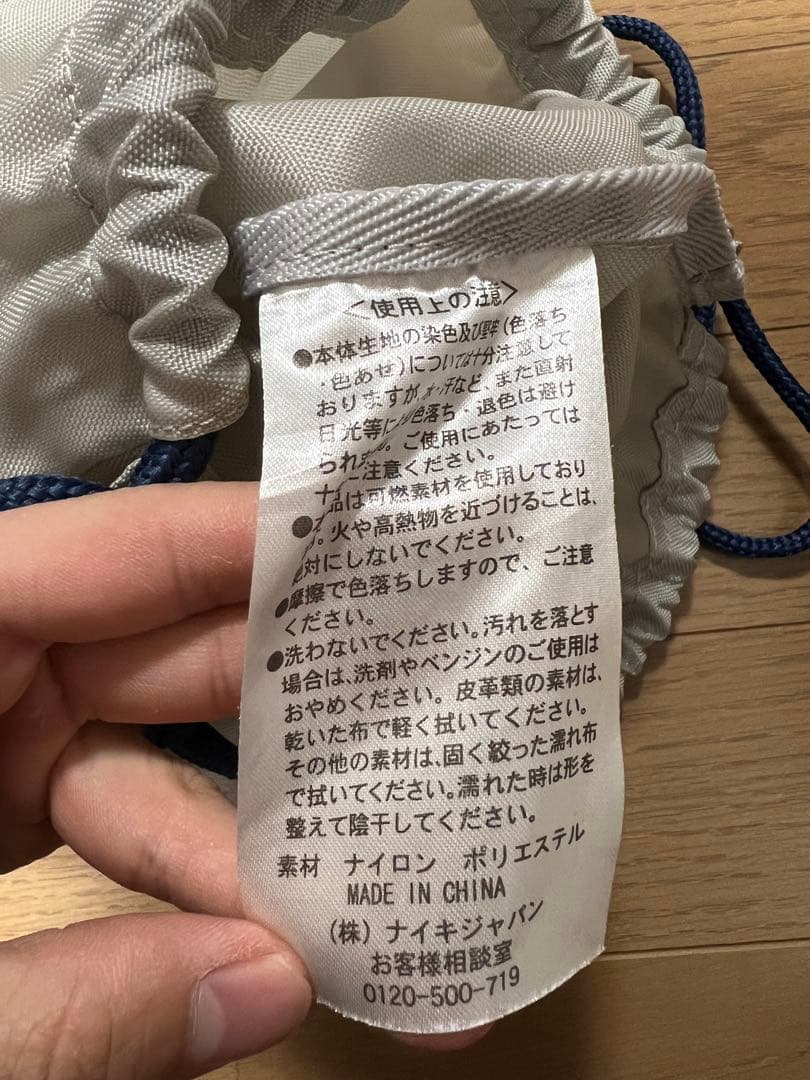 <使用上の注意>
●本体生地の染色及び堅牢(色落ち
・色あせ)については十分注意して
おりますが、水・汗など、また直射
日光等による色落ち・退色は避け
られません。ご使用にあたっては
十ご注意ください。
●品は可燃素材を使用しており
。火や高熱物を近づけることは、
絶対にしないでください。
●摩擦で色落ちしますので、ご注意
ください。
●洗わないでください。汚れを落とす
場合は、洗剤やベンジンのご使用は
おやめください。皮革類の素材は、
乾いた布で軽く拭いてください。
その他の素材は、固く絞った濡れ布
で拭いてください。濡れた時は形を
整えて陰干してください。
素材 ナイロン ポリエステル
MADE IN CHINA
(株)ナイキジャパン
お客様相談室
0120-500-719